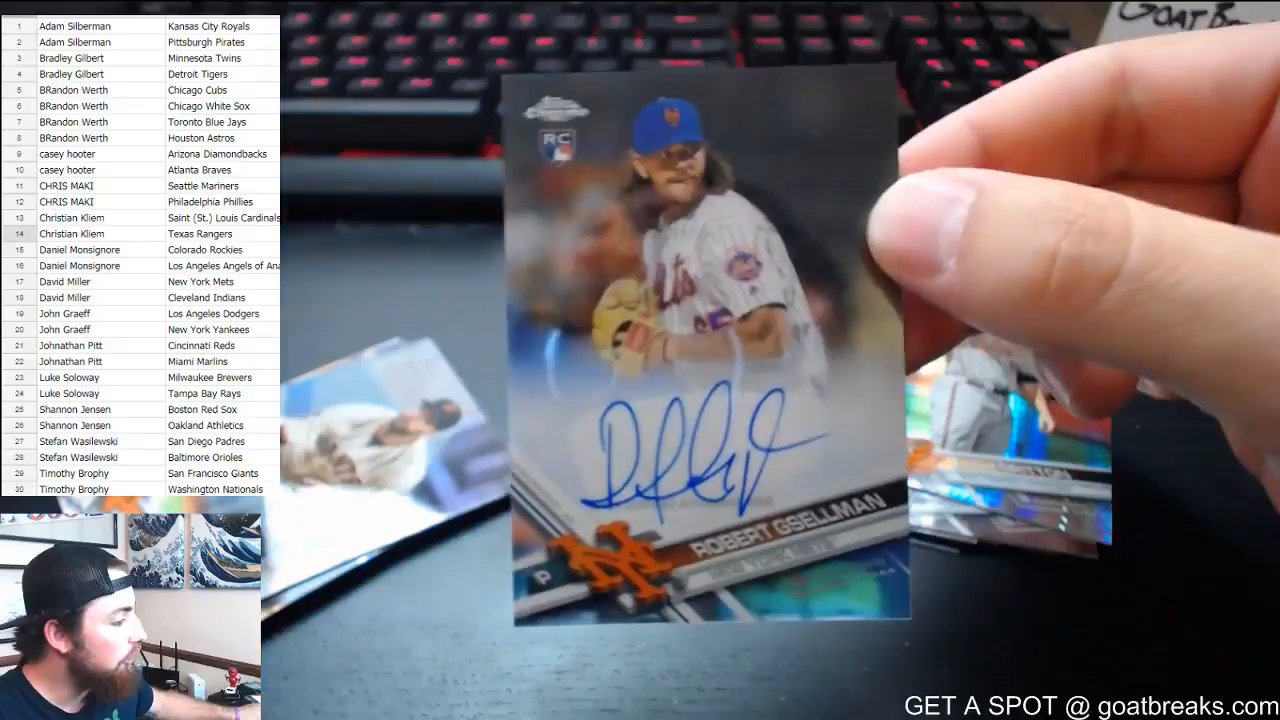 1 Adam Silberman Kansas City Royals
2 Adam Silberman Pittsburgh Pirates
3 Bradley Gilbert Minnesota Twins
4 Bradley Gilbert Detroit Tigers
5 BRandon Werth Chicago Cubs
6 BRandon Werth Chicago White Sox
7 BRandon Werth Toronto Blue Jays
8 BRandon Werth Houston Astros
9 casey hooter Arizona Diamondbacks
10 casey hooter Atlanta Braves
11 CHRIS MAKI Seattle Mariners
12 CHRIS MAKI Philadelphia Phillies
13 Christian Kliem Saint (St.) Louis Cardinals
14 Christian Kliem Texas Rangers
15 Daniel Monsignore Colorado Rockies
16 Daniel Monsignore Los Angeles Angels of Ana
17 David Miller New York Mets
18 David Miller Cleveland Indians
19 John Graeff Los Angeles Dodgers
20 John Graeff New York Yankees
21 Johnathan Pitt Cincinnati Reds
22 Johnathan Pitt Miami Marlins
23 Luke Soloway Milwaukee Brewers
24 Luke Soloway Tampa Bay Rays
25 Shannon Jensen Boston Red Sox
26 Shannon Jensen Oakland Athletics
27 Stefan Wasilewski San Diego Padres
28 Stefan Wasilewski Baltimore Orioles
29 Timothy Brophy San Francisco Giants
30 Timothy Brophy Washington Nationals
GOAT
Chrome
RC
ROBERT GSELLMAN
P
NY
GET A SPOT @ goatbreaks.com